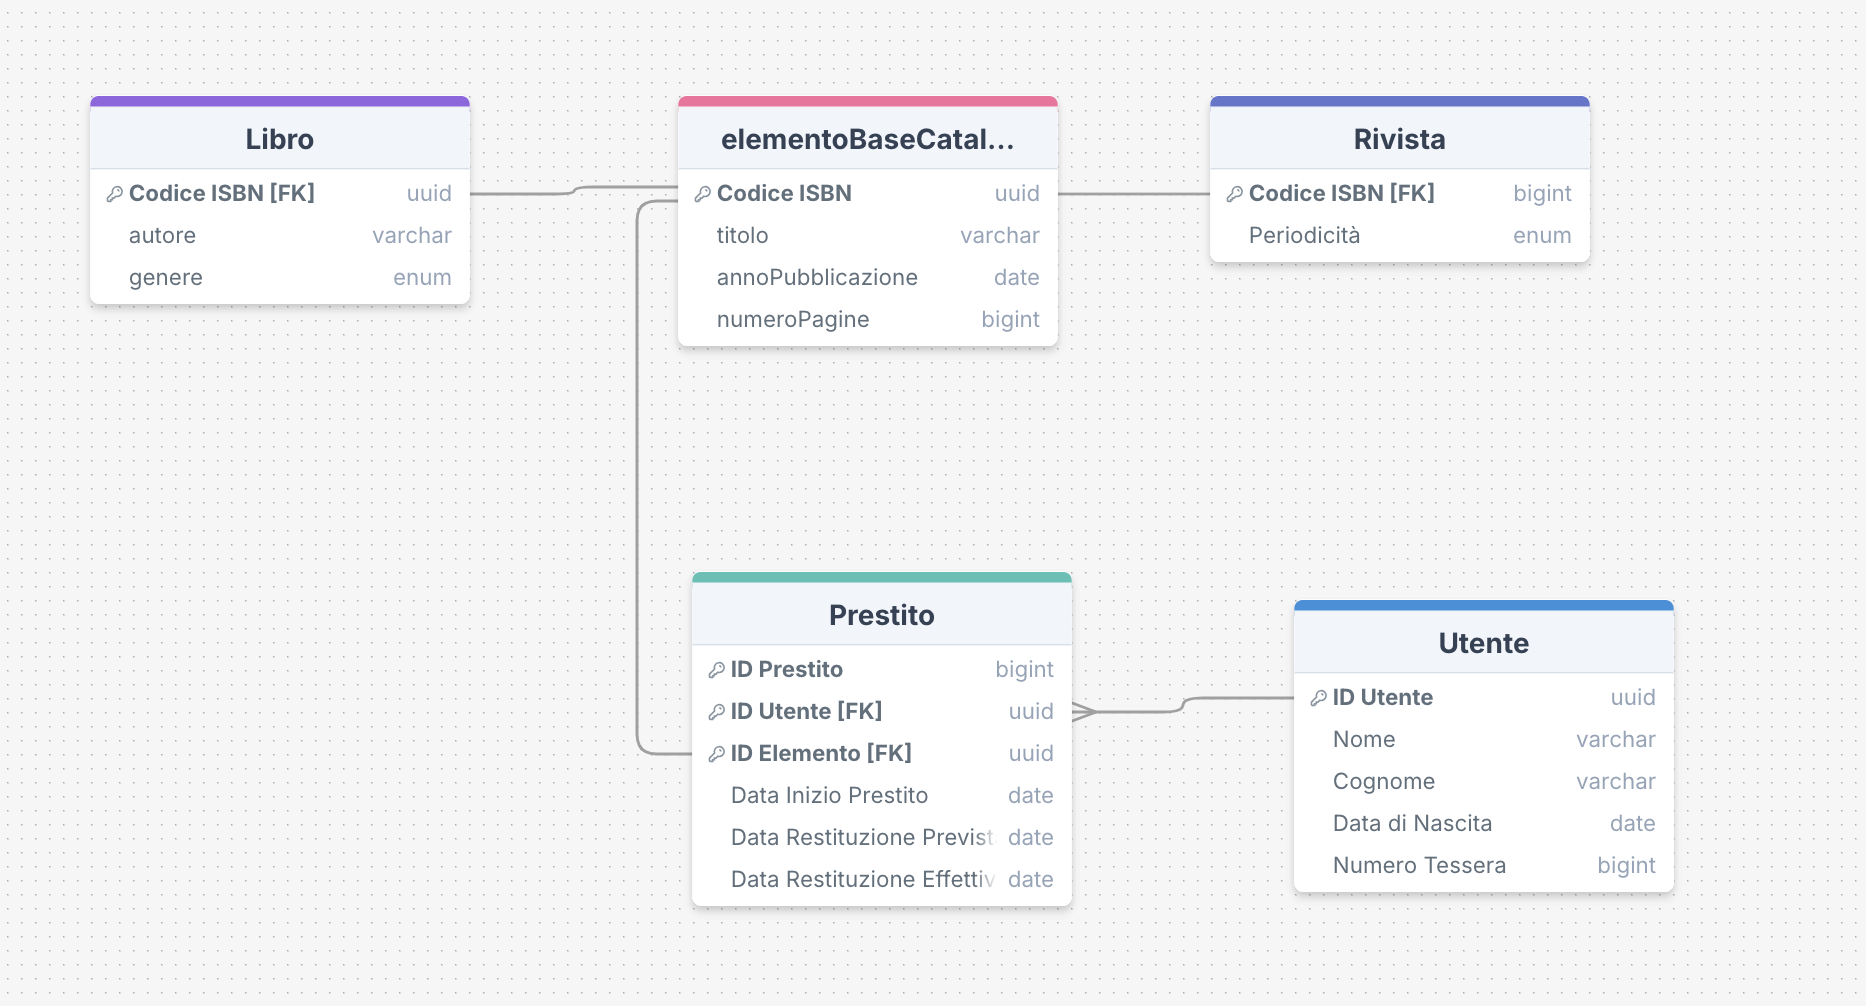 Libro
Codice ISBN [FK] uuid
autore varchar
genere enum
elementoBaseCatal...
Codice ISBN uuid
titolo varchar
annoPubblicazione date
numeroPagine bigint
Rivista
Codice ISBN [FK] bigint
Periodicità enum
Prestito
ID Prestito bigint
ID Utente [FK] uuid
ID Elemento [FK] uuid
Data Inizio Prestito date
Data Restituzione Previst date
Data Restituzione Effettiv date
Utente
ID Utente uuid
Nome varchar
Cognome varchar
Data di Nascita date
Numero Tessera bigint